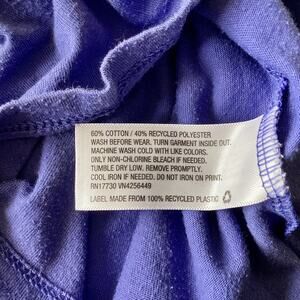 60% COTTON / 40% RECYCLED POLYESTER
WASH BEFORE WEAR. TURN GARMENT INSIDE OUT.
MACHINE WASH COLD WITH LIKE COLORS.
ONLY NON-CHLORINE BLEACH IF NEEDED.
TUMBLE DRY LOW. REMOVE PROMPTLY.
COOL IRON IF NEEDED. DO NOT IRON ON PRINT.
RN17730 VN4256449
LABEL MADE FROM 100% RECYCLED PLASTIC